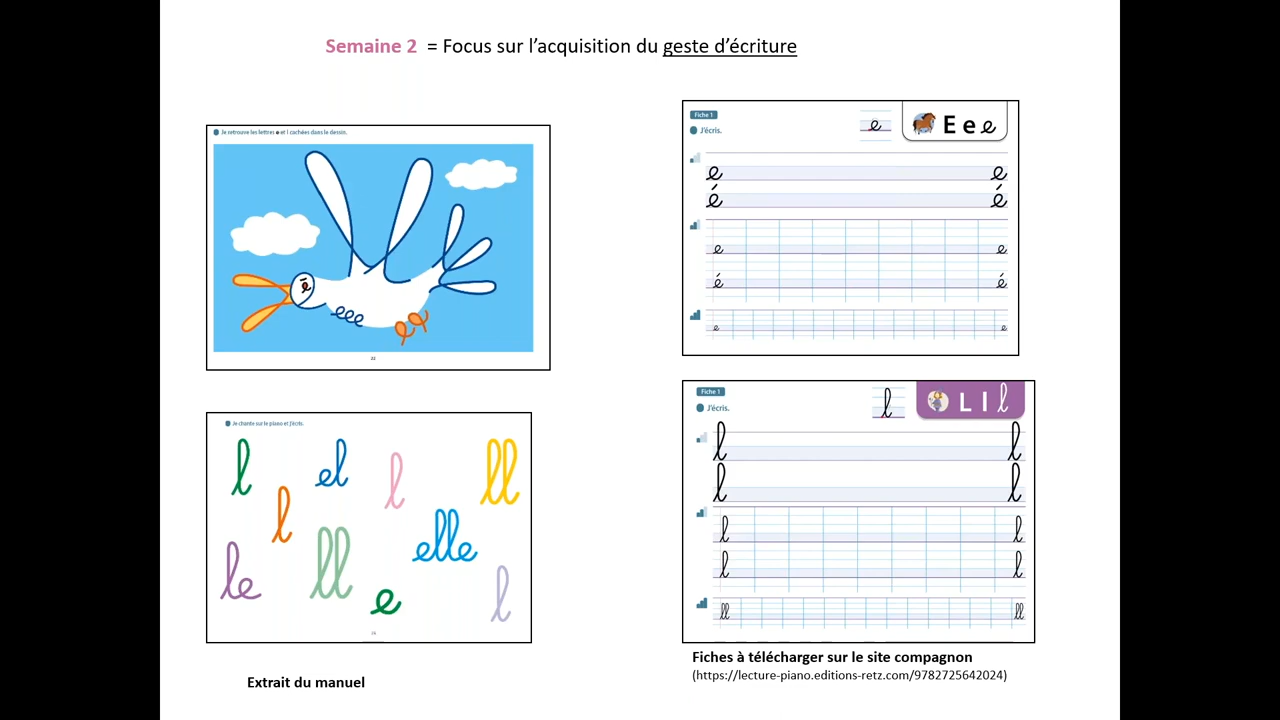 Semaine 2 = Focus sur l’acquisition du geste d’écriture
Je retrouve les lettres e et l cachées dans le dessin.
22
Je chante sur le piano et j'écris.
l el l ll
l
le ll e elle l
Extrait du manuel
Fiche 1
J'écris.
e
E e e
e e
é é
e e
é é
e e
Fiche 1
J'écris.
l
L l l
l l
l l
l l
l l
ll ll
Fiches à télécharger sur le site compagnon
(https://lecture-piano.editions-retz.com/9782725642024)